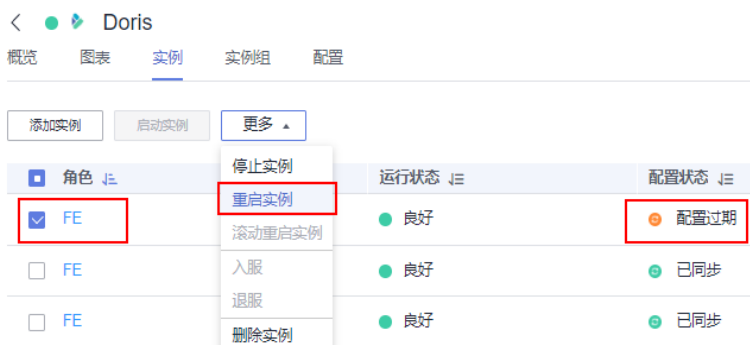 Doris
概览 图表 实例 实例组 配置
添加实例 启动实例 更多
停止实例
角色 运行状态 配置状态
重启实例
FE 良好 配置过期
滚动重启实例
入服
FE 良好 已同步
退服
FE 良好 已同步
删除实例